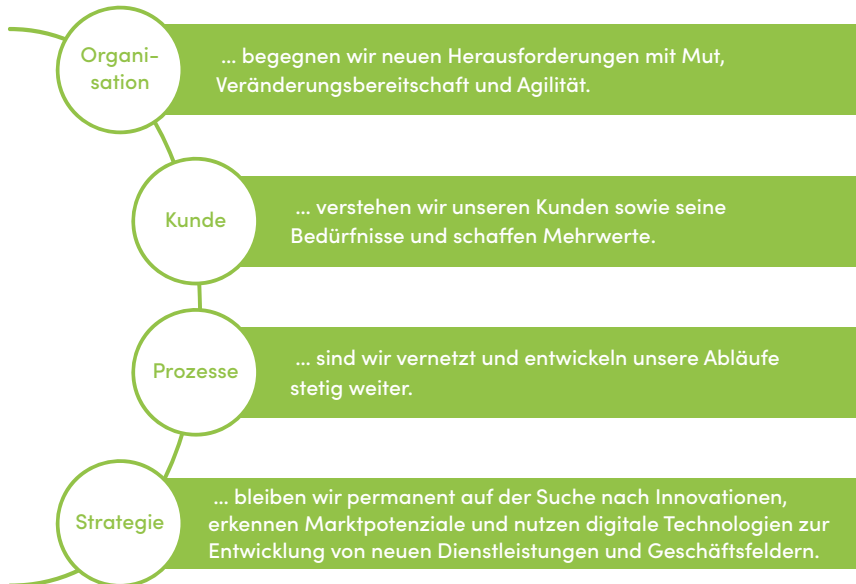 Organi-
sation
... begegnen wir neuen Herausforderungen mit Mut,
Veränderungsbereitschaft und Agilität.
Kunde
... verstehen wir unseren Kunden sowie seine
Bedürfnisse und schaffen Mehrwerte.
Prozesse
... sind wir vernetzt und entwickeln unsere Abläufe
stetig weiter.
Strategie
... bleiben wir permanent auf der Suche nach Innovationen,
erkennen Marktpotenziale und nutzen digitale Technologien zur
Entwicklung von neuen Dienstleistungen und Geschäftsfeldern.